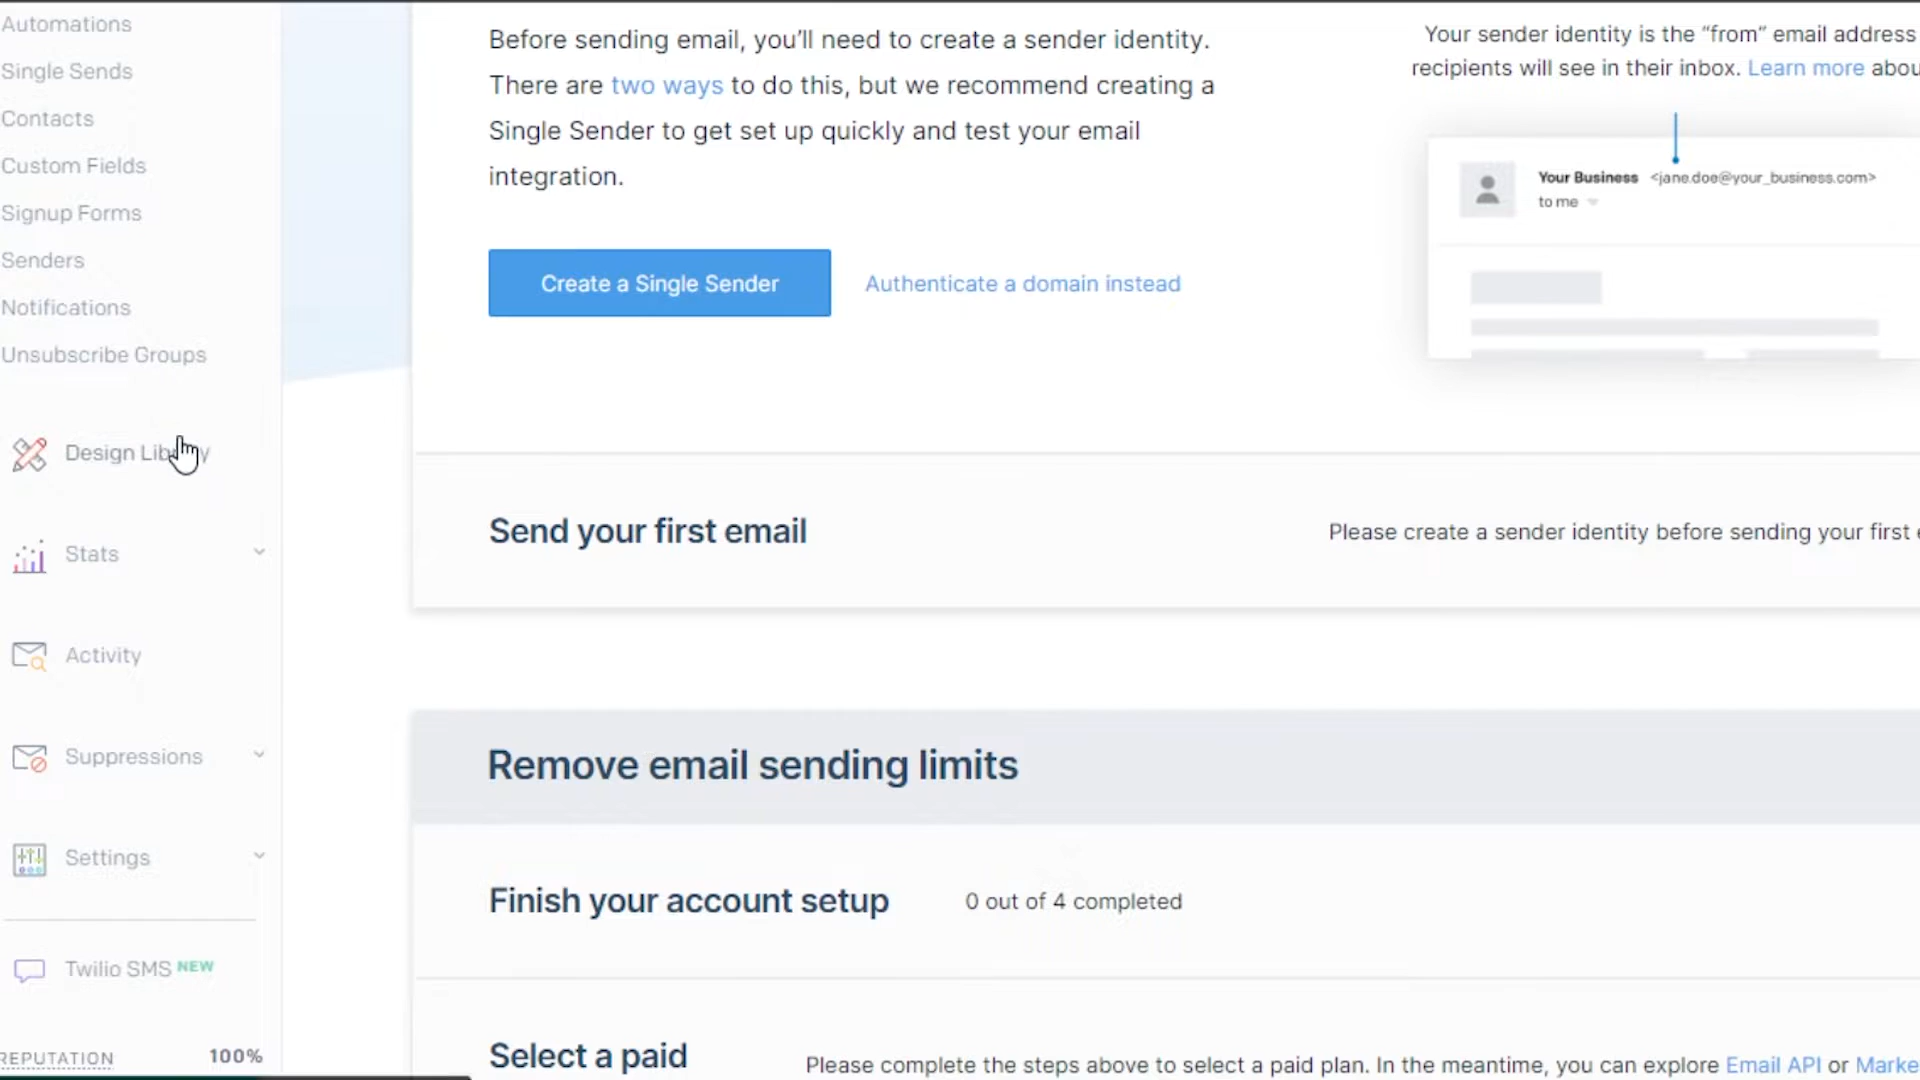 Automations
Single Sends
Contacts
Custom Fields
Signup Forms
Senders
Notifications
Unsubscribe Groups
Design
Stats
Activity
Suppressions
Settings
Twilio SMS NEW
REPUTATION 100%
Before sending email, you’ll need to create a sender identity.
There are two ways to do this, but we recommend creating a
Single Sender to get set up quickly and test your email
integration.
Create a Single Sender
Authenticate a domain instead
Your sender identity is the “from” email address
recipients will see in their inbox. Learn more
Your Business <jane.doe@your_business.com>
to me
Send your first email
Please create a sender identity before sending your first
Remove email sending limits
Finish your account setup
0 out of 4 completed
Select a paid
Please complete the steps above to select a paid plan. In the meantime, you can explore Email API or